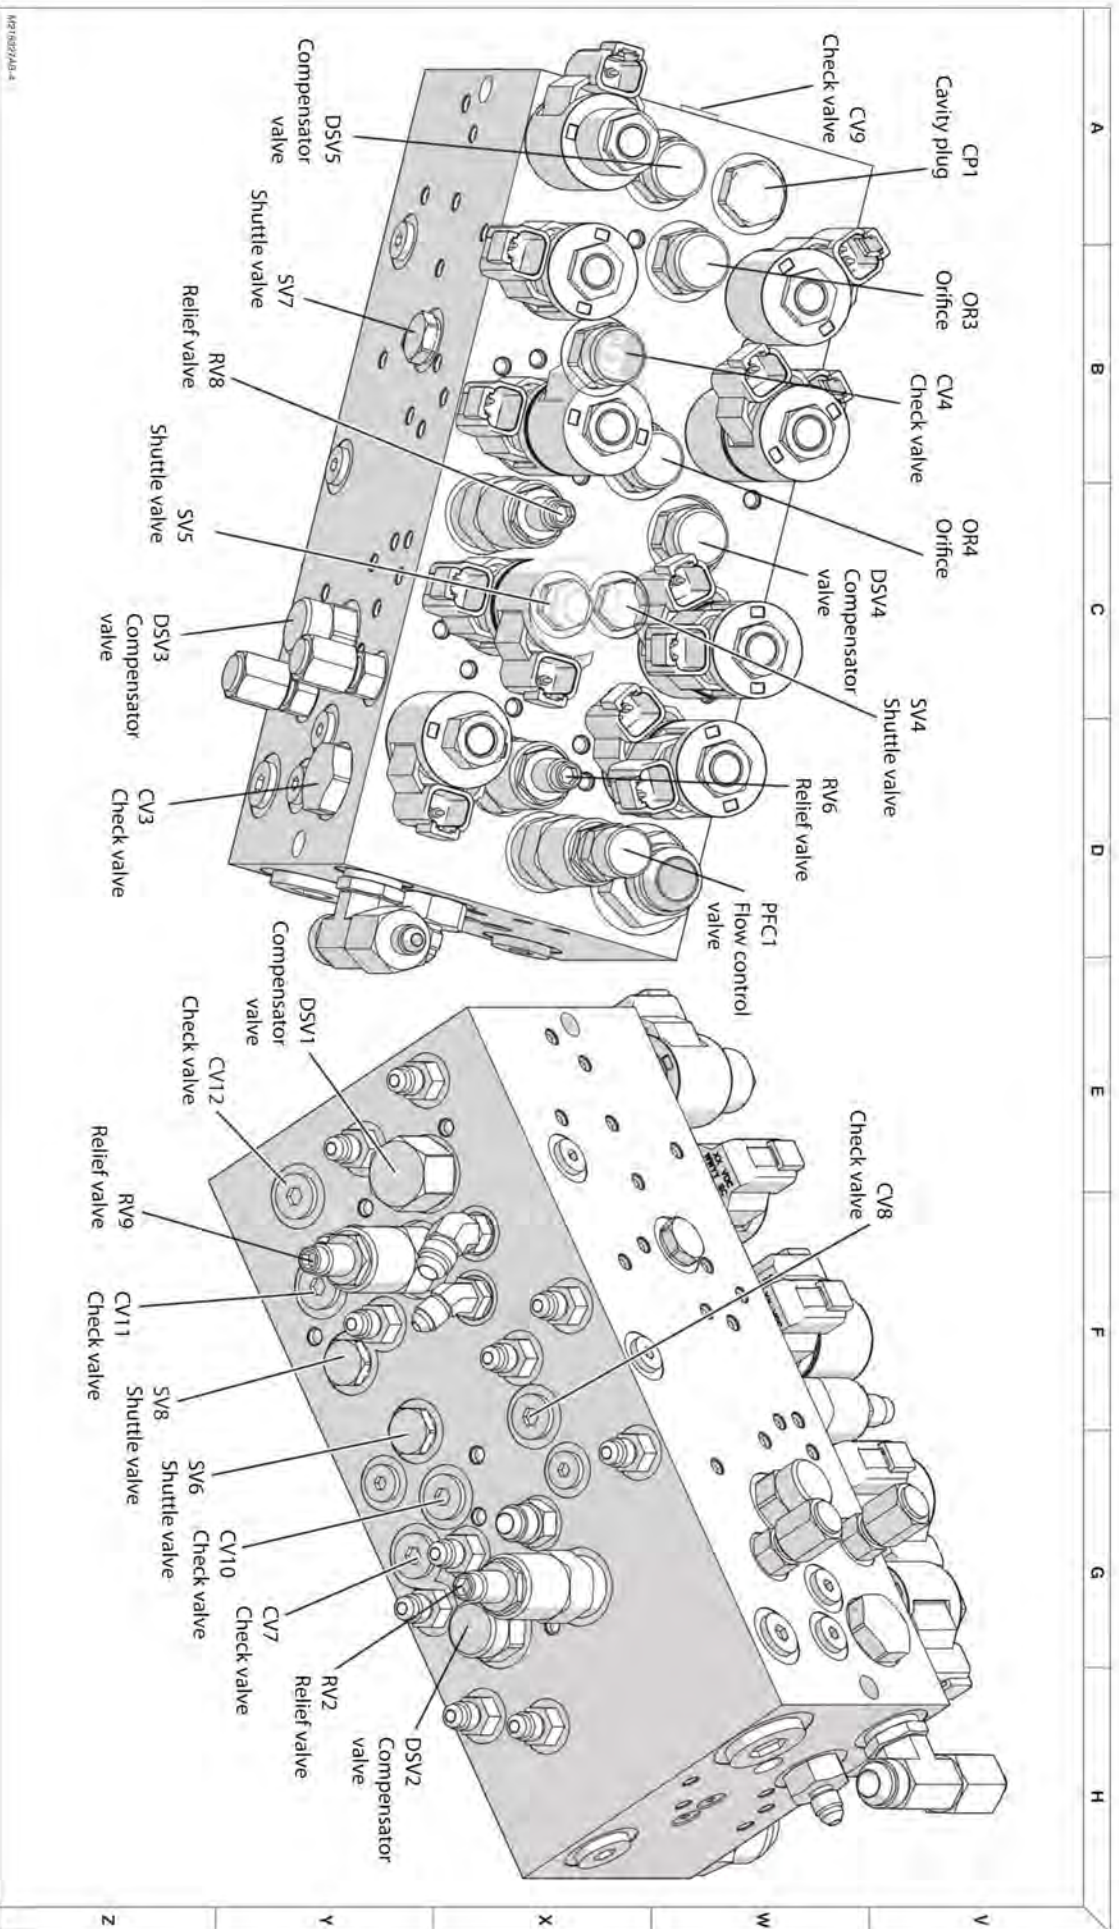 A
B
C
D
E
F
G
H
V
W
X
Y
Z
CP1
Cavity plug
CV9
Check valve
OR3
Orifice
CV4
Check valve
OR4
Orifice
DSV4
Compensator
valve
SV4
Shuttle valve
RV6
Relief valve
PFC1
Flow control
valve
DSV5
Compensator
valve
SV7
Shuttle valve
RV8
Relief valve
SV5
Shuttle valve
DSV3
Compensator
valve
CV3
Check valve
CV8
Check valve
DSV1
Compensator
valve
CV12
Check valve
RV9
Relief valve
CV11
Check valve
SV8
Shuttle valve
SV6
Shuttle valve
CV10
Check valve
CV7
Check valve
RV2
Relief valve
DSV2
Compensator
valve